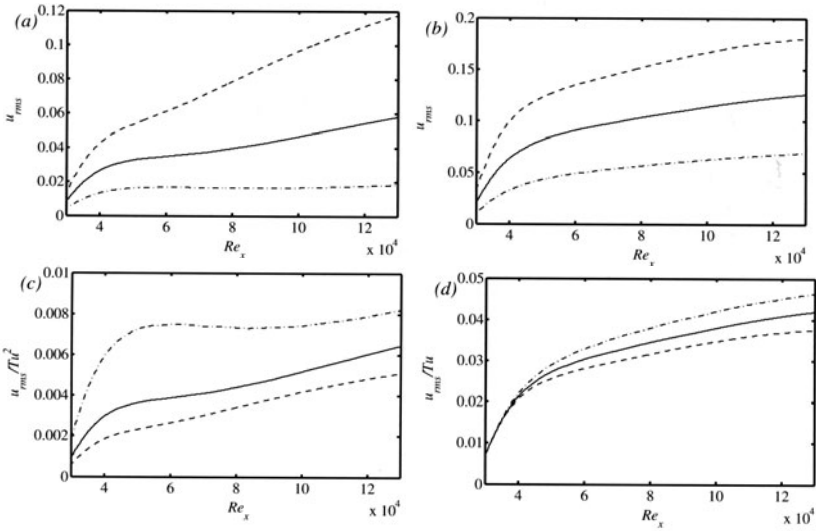 (a)
0.12
0.10
0.08
0.06
0.04
0.02
0
u_rms
4
6
8
10
12
Re_x
x 10^4
(b)
0.2
0.15
0.10
0.05
0
u_rms
4
6
8
10
12
Re_x
x 10^4
(c)
0.01
0.008
0.006
0.004
0.002
0
u_rms/Tu^2
4
6
8
10
12
Re_x
x 10^4
(d)
0.05
0.04
0.03
0.02
0.01
0
u_rms/Tu
4
6
8
10
12
Re_x
x 10^4